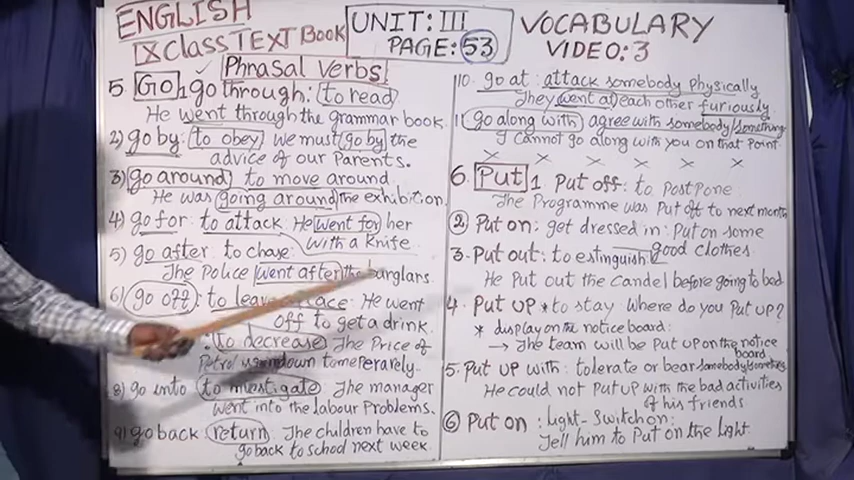 ENGLISH
X Class TEXT Book
UNIT: III
PAGE: 53
VOCABULARY
VIDEO: 3
Phrasal Verbs
5. Go 1) go through: to read
He went through the grammar book.
2) go by: to obey we must go by the
advice of our Parents.
3) go around to move around.
He was going around the exhibition.
4) go for: to attack: He went for her
with a knife.
5) go after: to chase:
The Police went after the burglars.
6) go off: to leave a place: He went
off to get a drink.
: to decrease: The Price of
Petrol down
8) go into to inestigate The manager
went into the labour Problems.
9) go back return The children have to
go back to school next week.
10. go at: attack somebody Physically
They went at each other furiously.
11. go along with agree with somebody/something
I cannot go along with you on that Point.
x x x x x x
6. Put 1 Put off: to Post Pone
The Programme was Put off to next month
2 Put on: get dressed in: Put on some
good clothes
3. Put out: to estinguish
He Put out the candel before going to bed
4. Put UP * to stay: Where do you Put UP?
* display on the notice board:
→ The team will be Put UP on the notice
board
5. Put UP with: tolerate or bear somebody/something
He could not Put UP with the bad activities
of his friends
6 Put on: light - Switch on:
Tell him to Put on the light.